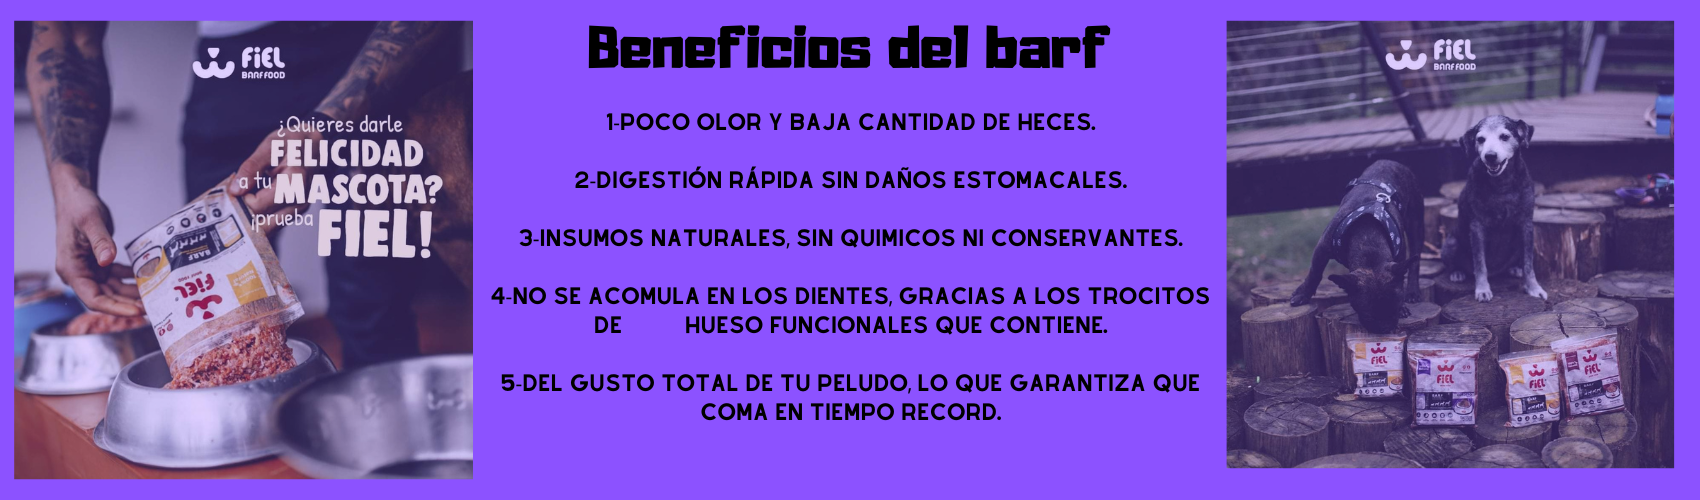 FiEL
BARF FOOD
¿Quieres darle
FELICIDAD
a tu MASCOTA?
¡prueba FIEL!
BARF
FiEL
Beneficios del barf
1-POCO OLOR Y BAJA CANTIDAD DE HECES.
2-DIGESTIÓN RÁPIDA SIN DAÑOS ESTOMACALES.
3-INSUMOS NATURALES, SIN QUIMICOS NI CONSERVANTES.
4-NO SE ACOMULA EN LOS DIENTES, GRACIAS A LOS TROCITOS
DE HUESO FUNCIONALES QUE CONTIENE.
5-DEL GUSTO TOTAL DE TU PELUDO, LO QUE GARANTIZA QUE
COMA EN TIEMPO RECORD.
FiEL
BARF FOOD
FiEL
FiEL
FiEL
FiEL